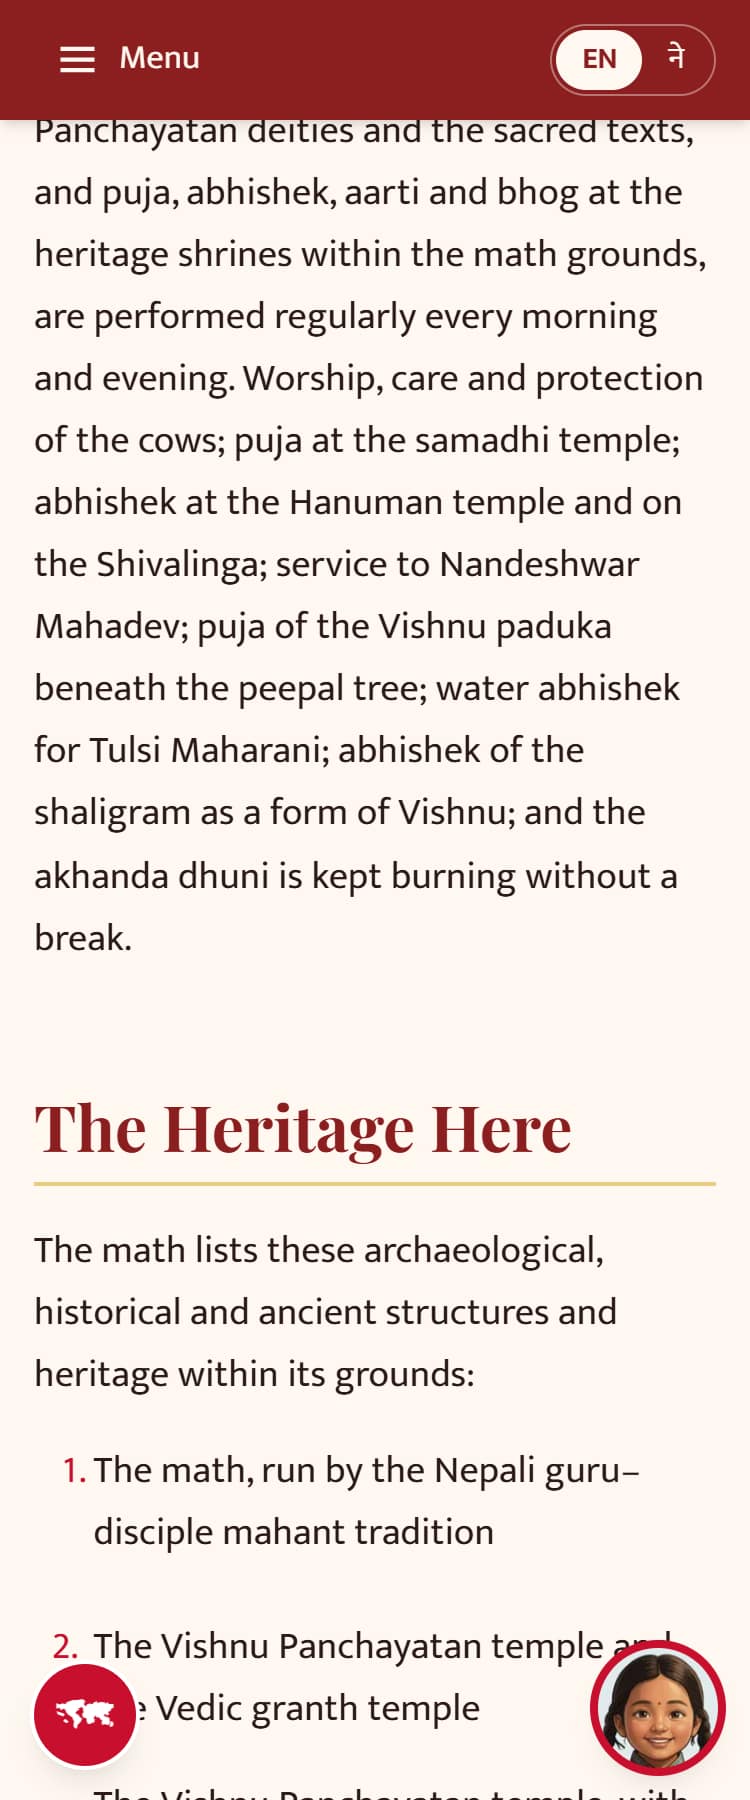 Menu
EN ने
Panchayatan deities and the sacred texts,
and puja, abhishek, aarti and bhog at the
heritage shrines within the math grounds,
are performed regularly every morning
and evening. Worship, care and protection
of the cows; puja at the samadhi temple;
abhishek at the Hanuman temple and on
the Shivalinga; service to Nandeshwar
Mahadev; puja of the Vishnu paduka
beneath the peepal tree; water abhishek
for Tulsi Maharani; abhishek of the
shaligram as a form of Vishnu; and the
akhanda dhuni is kept burning without a
break.
The Heritage Here
The math lists these archaeological,
historical and ancient structures and
heritage within its grounds:
1. The math, run by the Nepali guru–
disciple mahant tradition
2. The Vishnu Panchayatan temple and
Vedic granth temple
The Vishnu Panchayatan temple, with